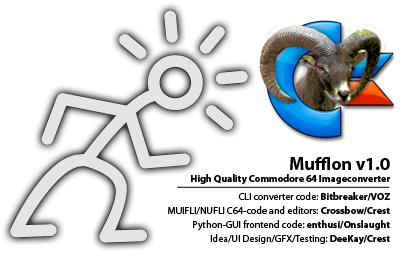 Mufflon v1.0
High Quality Commodore 64 Imageconverter
CLI converter code: Bitbreaker/VOZ
MUIFLI/NUFLI C64-code and editors: Crossbow/Crest
Python-GUI frontend code: enthusi/Onslaught
Idea/UI Design/GFX/Testing: DeeKay/Crest